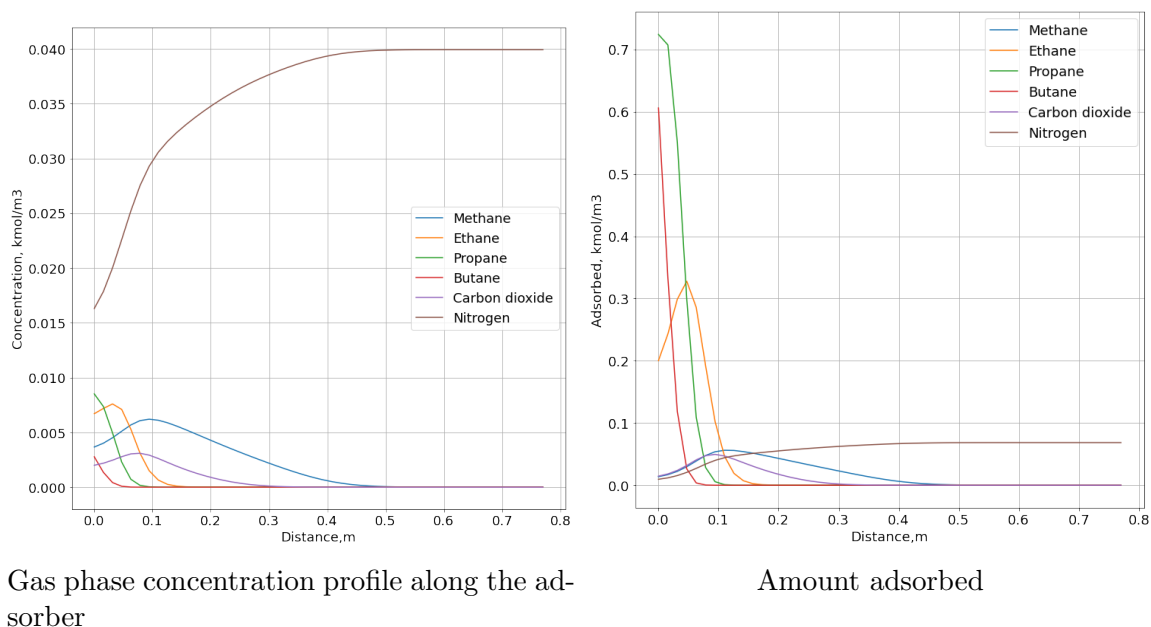 0.040
0.035
0.030
0.025
0.020
0.015
0.010
0.005
0.000
Concentration, kmol/m3
Methane
Ethane
Propane
Butane
Carbon dioxide
Nitrogen
0.0 0.1 0.2 0.3 0.4 0.5 0.6 0.7 0.8
Distance,m
Gas phase concentration profile along the ad-
sorber
0.7
0.6
0.5
0.4
0.3
0.2
0.1
0.0
Adsorbed, kmol/m3
Methane
Ethane
Propane
Butane
Carbon dioxide
Nitrogen
0.0 0.1 0.2 0.3 0.4 0.5 0.6 0.7 0.8
Distance,m
Amount adsorbed